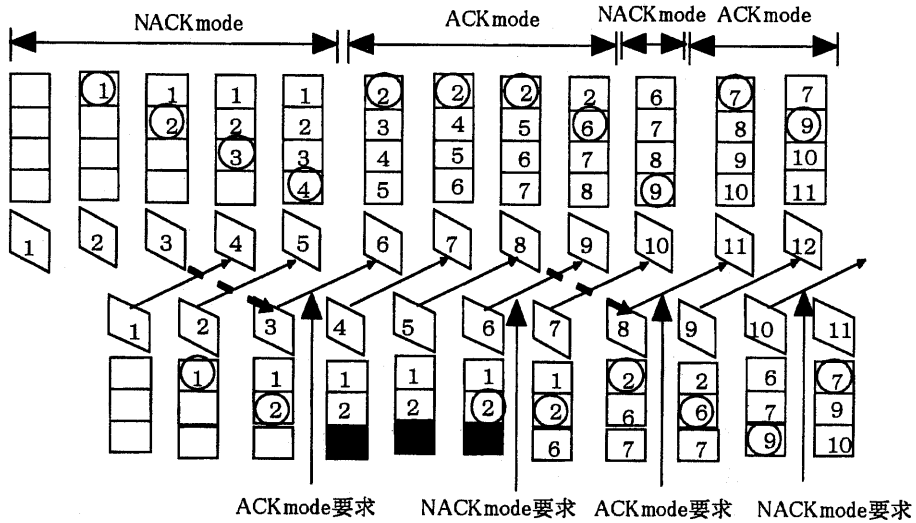 NACKmode ACKmode NACKmode ACKmode
1 1 1 1 2 2 2 2 6 7 7
2 2 2 3 4 5 6 7 8 9
3 3 4 5 6 7 8 9 10
4 5 6 7 8 9 10 11
1 2 3 4 5 6 7 8 9 10 11 12
1 2 3 4 5 6 7 8 9 10 11
1 1 1 1 1 1 2 2 6 7
2 2 2 2 2 6 6 7 9
6 7 7 9 10
ACKmode要求 NACKmode要求 ACKmode要求 NACKmode要求